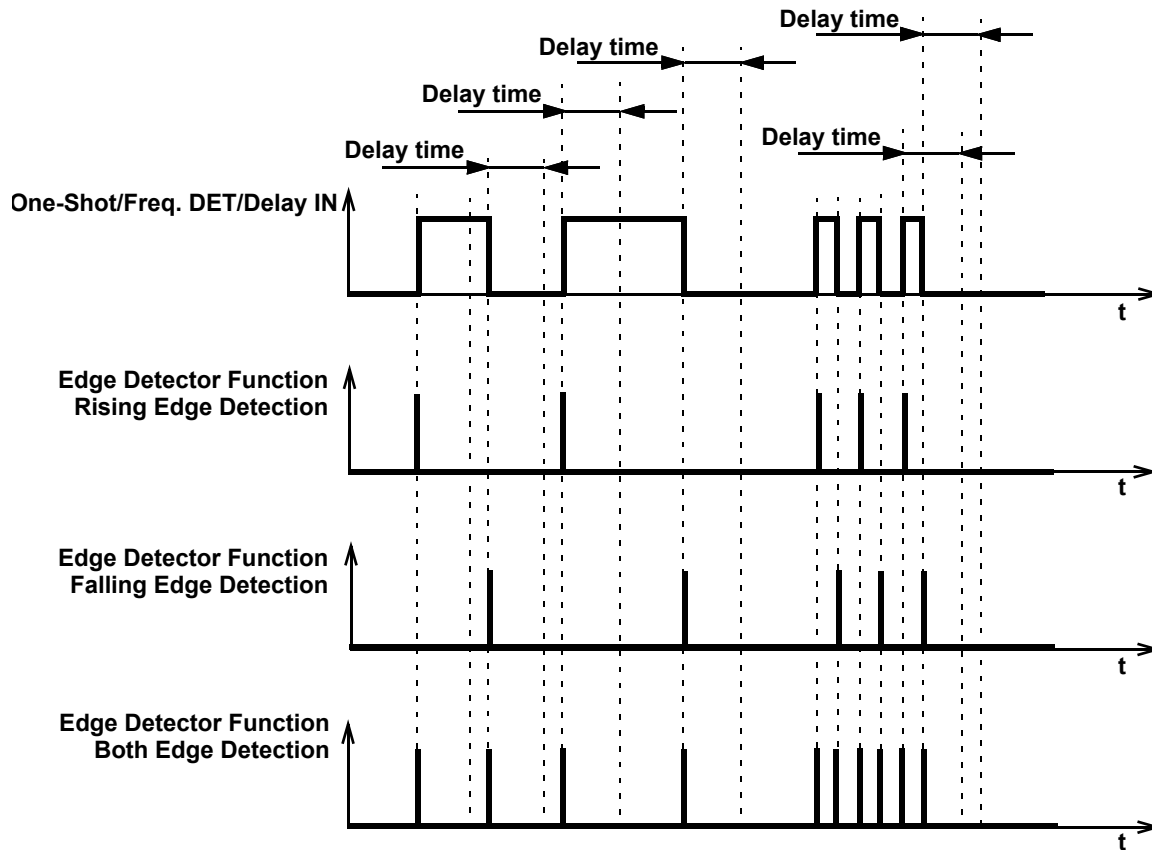 Delay time
Delay time
Delay time
Delay time
Delay time
One-Shot/Freq. DET/Delay IN
t
Edge Detector Function
Rising Edge Detection
t
Edge Detector Function
Falling Edge Detection
t
Edge Detector Function
Both Edge Detection
t